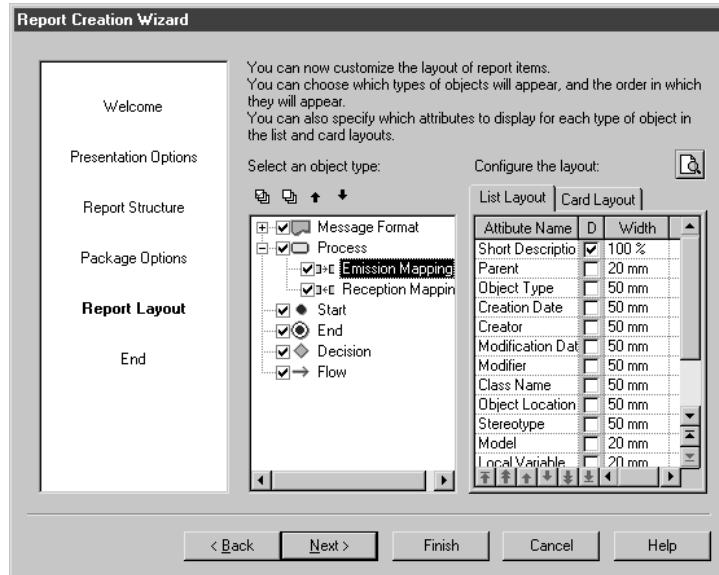 Report Creation Wizard
Welcome
Presentation Options
Report Structure
Package Options
Report Layout
End
You can now customize the layout of report items.
You can choose which types of objects will appear, and the order in which
they will appear.
You can also specify which attributes to display for each type of object in
the list and card layouts.
Select an object type:
Message Format
Process
Emission Mapping
Reception Mappin
Start
End
Decision
Flow
Configure the layout:
List Layout Card Layout
Attibute Name D Width
Short Descriptio 100 %
Parent 20 mm
Object Type 50 mm
Creation Date 50 mm
Creator 50 mm
Modification Dat 50 mm
Modifier 50 mm
Class Name 50 mm
Object Location 50 mm
Stereotype 50 mm
Model 20 mm
Local Variable 20 mm
< Back Next > Finish Cancel Help